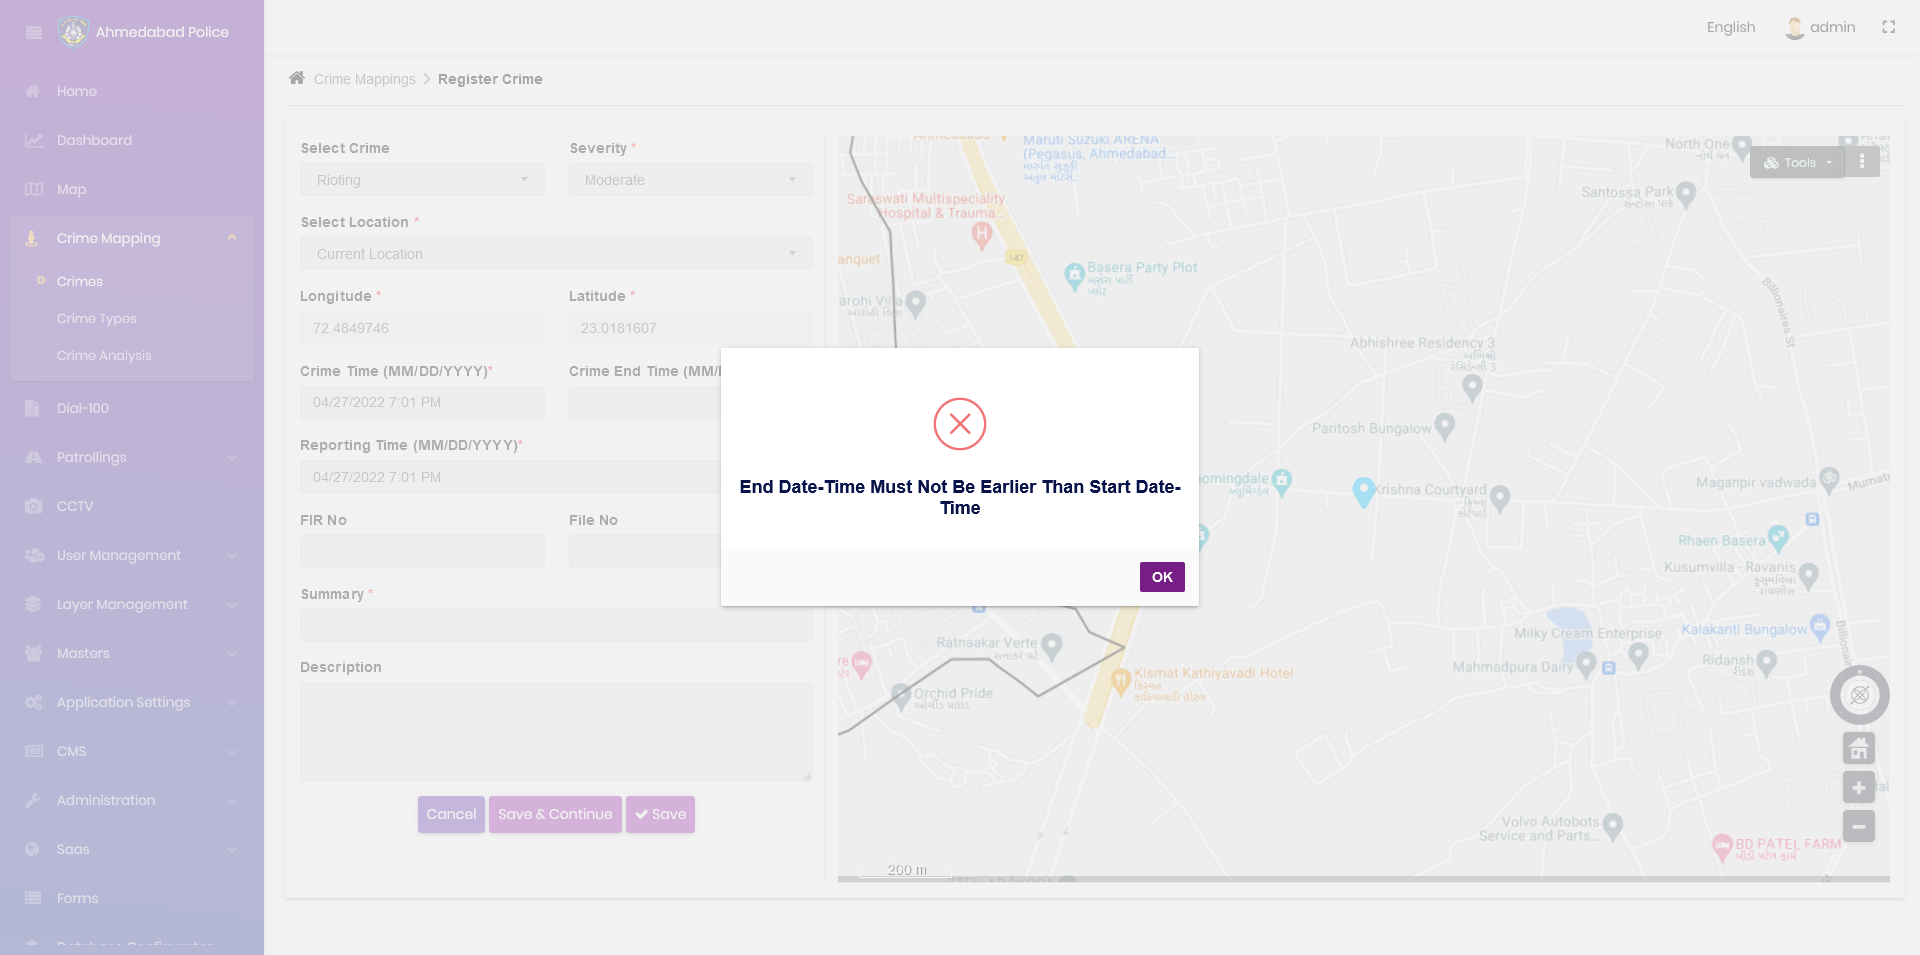 Ahmedabad Police
English
admin
Home
Dashboard
Map
Crime Mapping
Crimes
Crime Types
Crime Analysis
Dial-100
Patrollings
CCTV
User Management
Layer Management
Masters
Application Settings
CMS
Administration
Saas
Forms
Crime Mappings
Register Crime
Select Crime
Severity *
Rioting
Moderate
Select Location *
Current Location
Longitude *
Latitude *
72.4849746
23.0181607
Crime Time (MM/DD/YYYY)*
Crime End Time
04/27/2022 7:01 PM
Reporting Time (MM/DD/YYYY)*
04/27/2022 7:01 PM
FIR No
File No
Summary *
Description
Cancel
Save & Continue
Save
End Date-Time Must Not Be Earlier Than Start Date-
Time
OK
Tools
Maruti Suzuki ARENA
(Pegasus, Ahmedabad...
North One
Santossa Park
Saraswati Multispeciality
Hospital & Trauma...
147
anquet
Basera Party Plot
arohi Villa
Billionaires St
Abhishree Residency 3
Paritosh Bungalow
oomingdale
Krishna Courtyard
Maganpir vadwada
Mumat
Rhaen Basera
Kusumvilla - Ravanis
Milky Cream Enterprise
Kalakanti Bungalow
Mahmadpura Dairy
Ridansh
Ratnaakar Verte
Orchid Pride
Kismat Kathiyavadi Hotel
Volvo Autobots
Service and Parts...
BD PATEL FARM
200 m